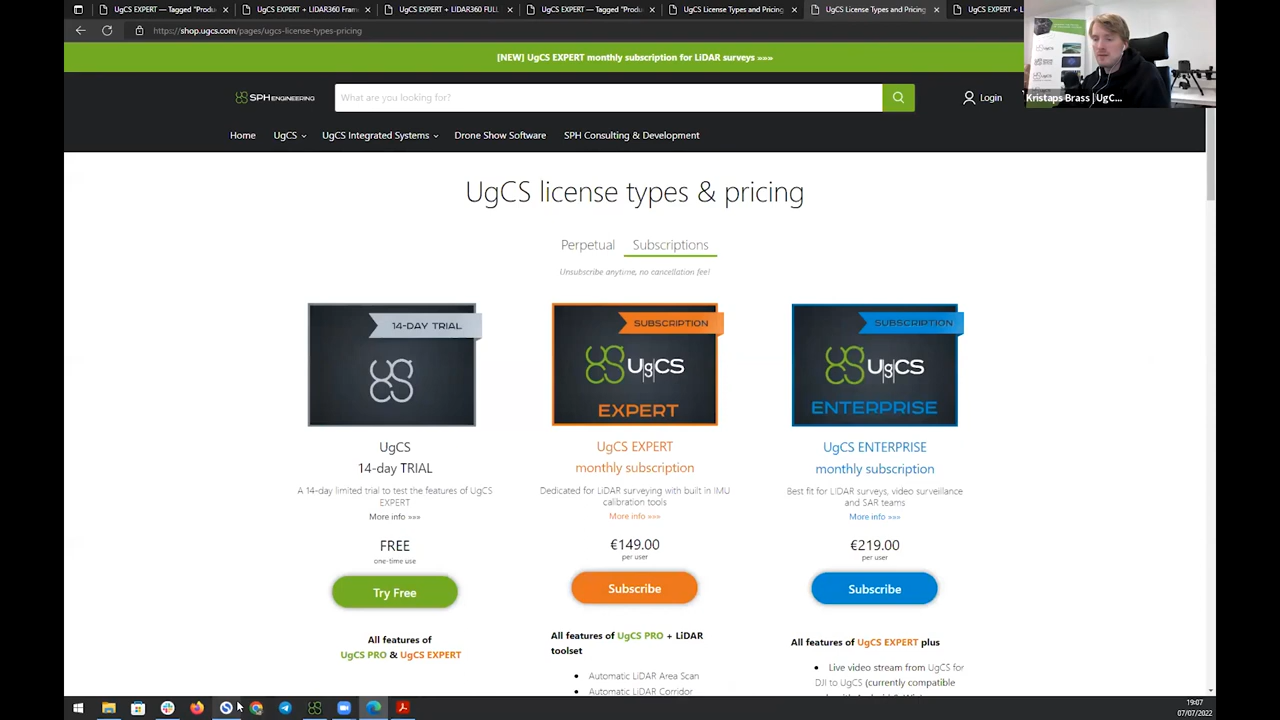 UgCS EXPERT — Tagged "Produ
UgCS EXPERT + LIDAR360 Fram
UgCS EXPERT + LIDAR360 FULL
UgCS EXPERT — Tagged "Produ
UgCS License Types and Pricing
UgCS License Types and Pricing
UgCS EXPERT + L
https://shop.ugcs.com/pages/ugcs-license-types-pricing
Kristaps Brass | UgC...
[NEW] UgCS EXPERT monthly subscription for LiDAR surveys »»»
SPH ENGINEERING
What are you looking for?
Login
Home
UgCS
UgCS Integrated Systems
Drone Show Software
SPH Consulting & Development
UgCS license types & pricing
Perpetual
Subscriptions
Unsubscribe anytime, no cancellation fee!
14-DAY TRIAL
UgCS
14-day TRIAL
A 14-day limited trial to test the features of UgCS
EXPERT
More info »»»
FREE
one-time use
Try Free
All features of
UgCS PRO & UgCS EXPERT
SUBSCRIPTION
UgCS
EXPERT
UgCS EXPERT
monthly subscription
Dedicated for LiDAR surveying with built in IMU
calibration tools
More info »»»
€149.00
per user
Subscribe
All features of UgCS PRO + LiDAR
toolset
• Automatic LiDAR Area Scan
• Automatic LiDAR Corridor
SUBSCRIPTION
UgCS
ENTERPRISE
UgCS ENTERPRISE
monthly subscription
Best fit for LIDAR surveys, video surveillance
and SAR teams
More info »»»
€219.00
per user
Subscribe
All features of UgCS EXPERT plus
• Live video stream from UgCS for
DJI to UgCS (currently compatible
19:07
07/07/2022